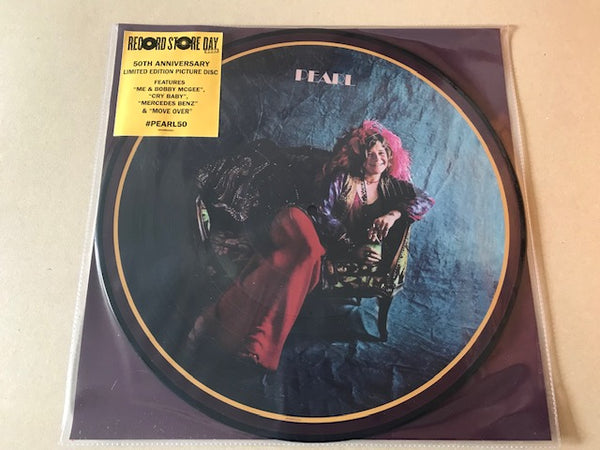 RECORD STORE DAY
50TH ANNIVERSARY
LIMITED EDITION PICTURE DISC
FEATURES
"ME & BOBBY MCGEE",
"CRY BABY",
"MERCEDES BENZ"
& "MOVE OVER"
#PEARL50
PEARL